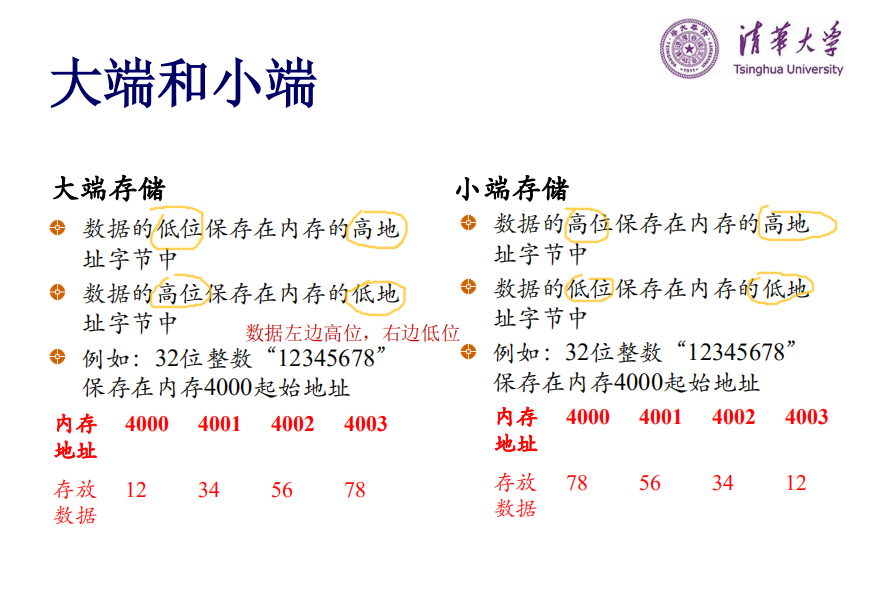 清华大学
Tsinghua University
大端和小端
大端存储
数据的低位保存在内存的高地
址字节中
数据的高位保存在内存的低地
址字节中
数据左边高位，右边低位
例如：32位整数“12345678”
保存在内存4000起始地址
内存 4000 4001 4002 4003
地址
存放 12 34 56 78
数据
小端存储
数据的高位保存在内存的高地
址字节中
数据的低位保存在内存的低地
址字节中
例如：32位整数“12345678”
保存在内存4000起始地址
内存 4000 4001 4002 4003
地址
存放 78 56 34 12
数据